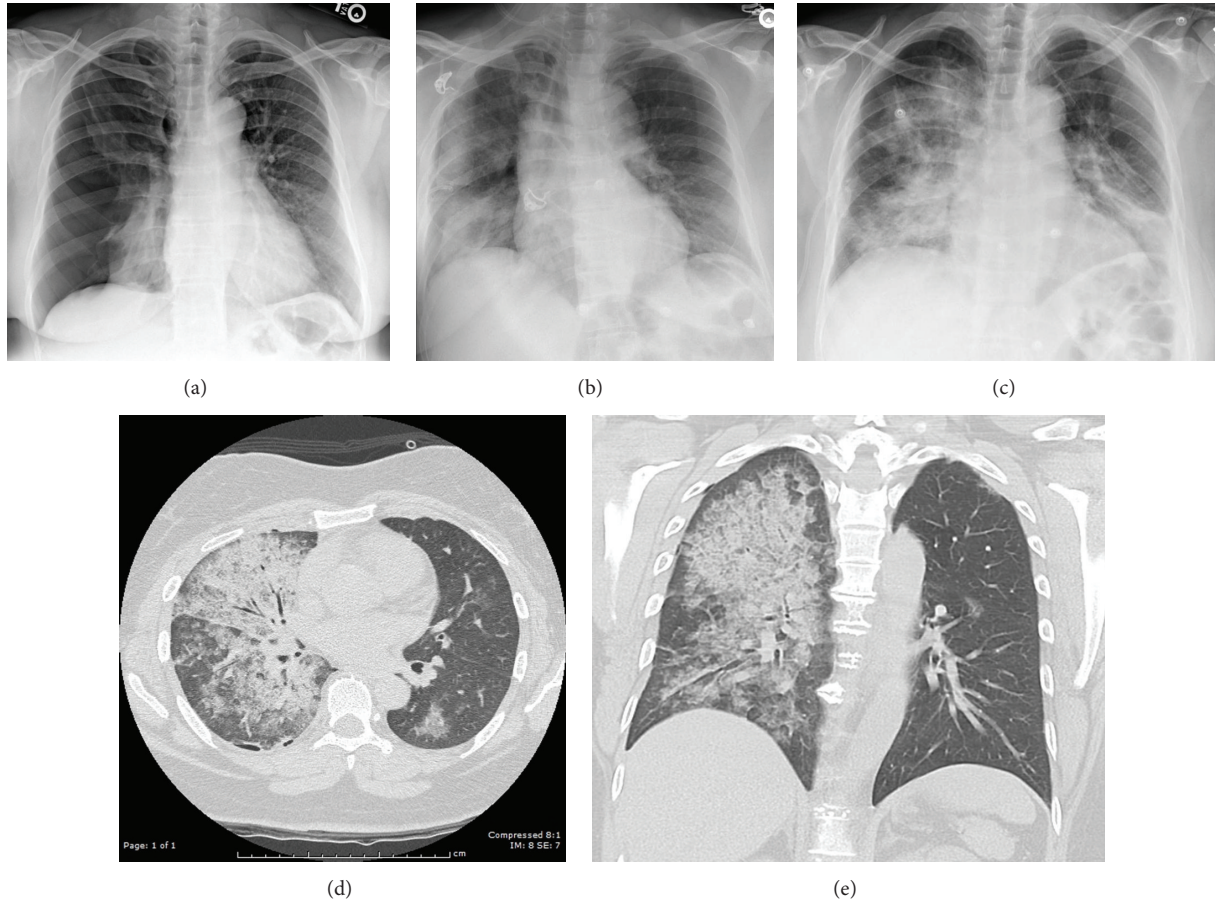 (a)
(b)
(c)
Page: 1 of 1
Compressed 8:1
IM: 8 SE: 7
cm
(d)
(e)